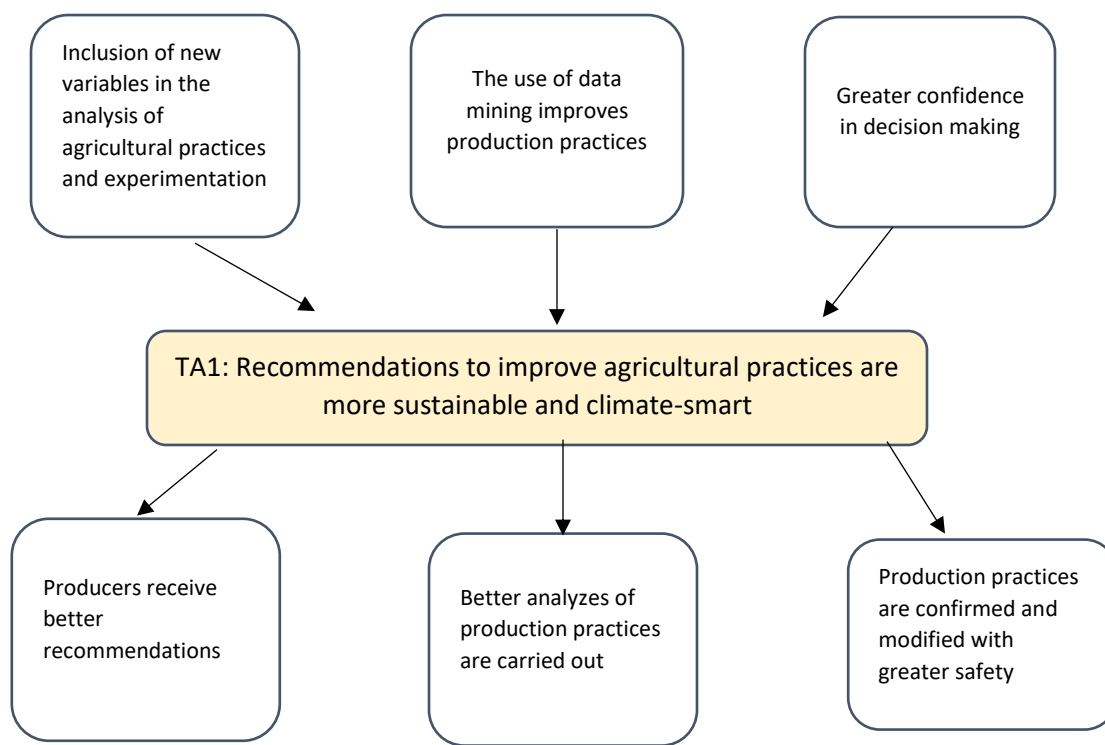 Inclusion of new
variables in the
analysis of
agricultural practices
and experimentation
The use of data
mining improves
production practices
Greater confidence
in decision making
TA1: Recommendations to improve agricultural practices are
more sustainable and climate-smart
Producers receive
better
recommendations
Better analyzes of
production practices
are carried out
Production practices
are confirmed and
modified with
greater safety